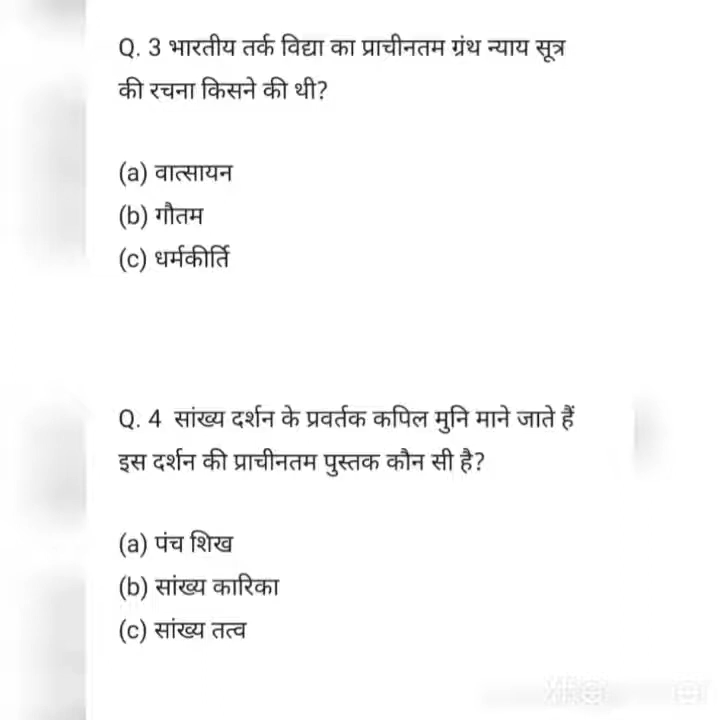 Q. 3 भारतीय तर्क विद्या का प्राचीनतम ग्रंथ न्याय सूत्र
की रचना किसने की थी?
(a) वात्सायन
(b) गौतम
(c) धर्मकीर्ति
Q. 4 सांख्य दर्शन के प्रवर्तक कपिल मुनि माने जाते हैं
इस दर्शन की प्राचीनतम पुस्तक कौन सी है?
(a) पंच शिख
(b) सांख्य कारिका
(c) सांख्य तत्व